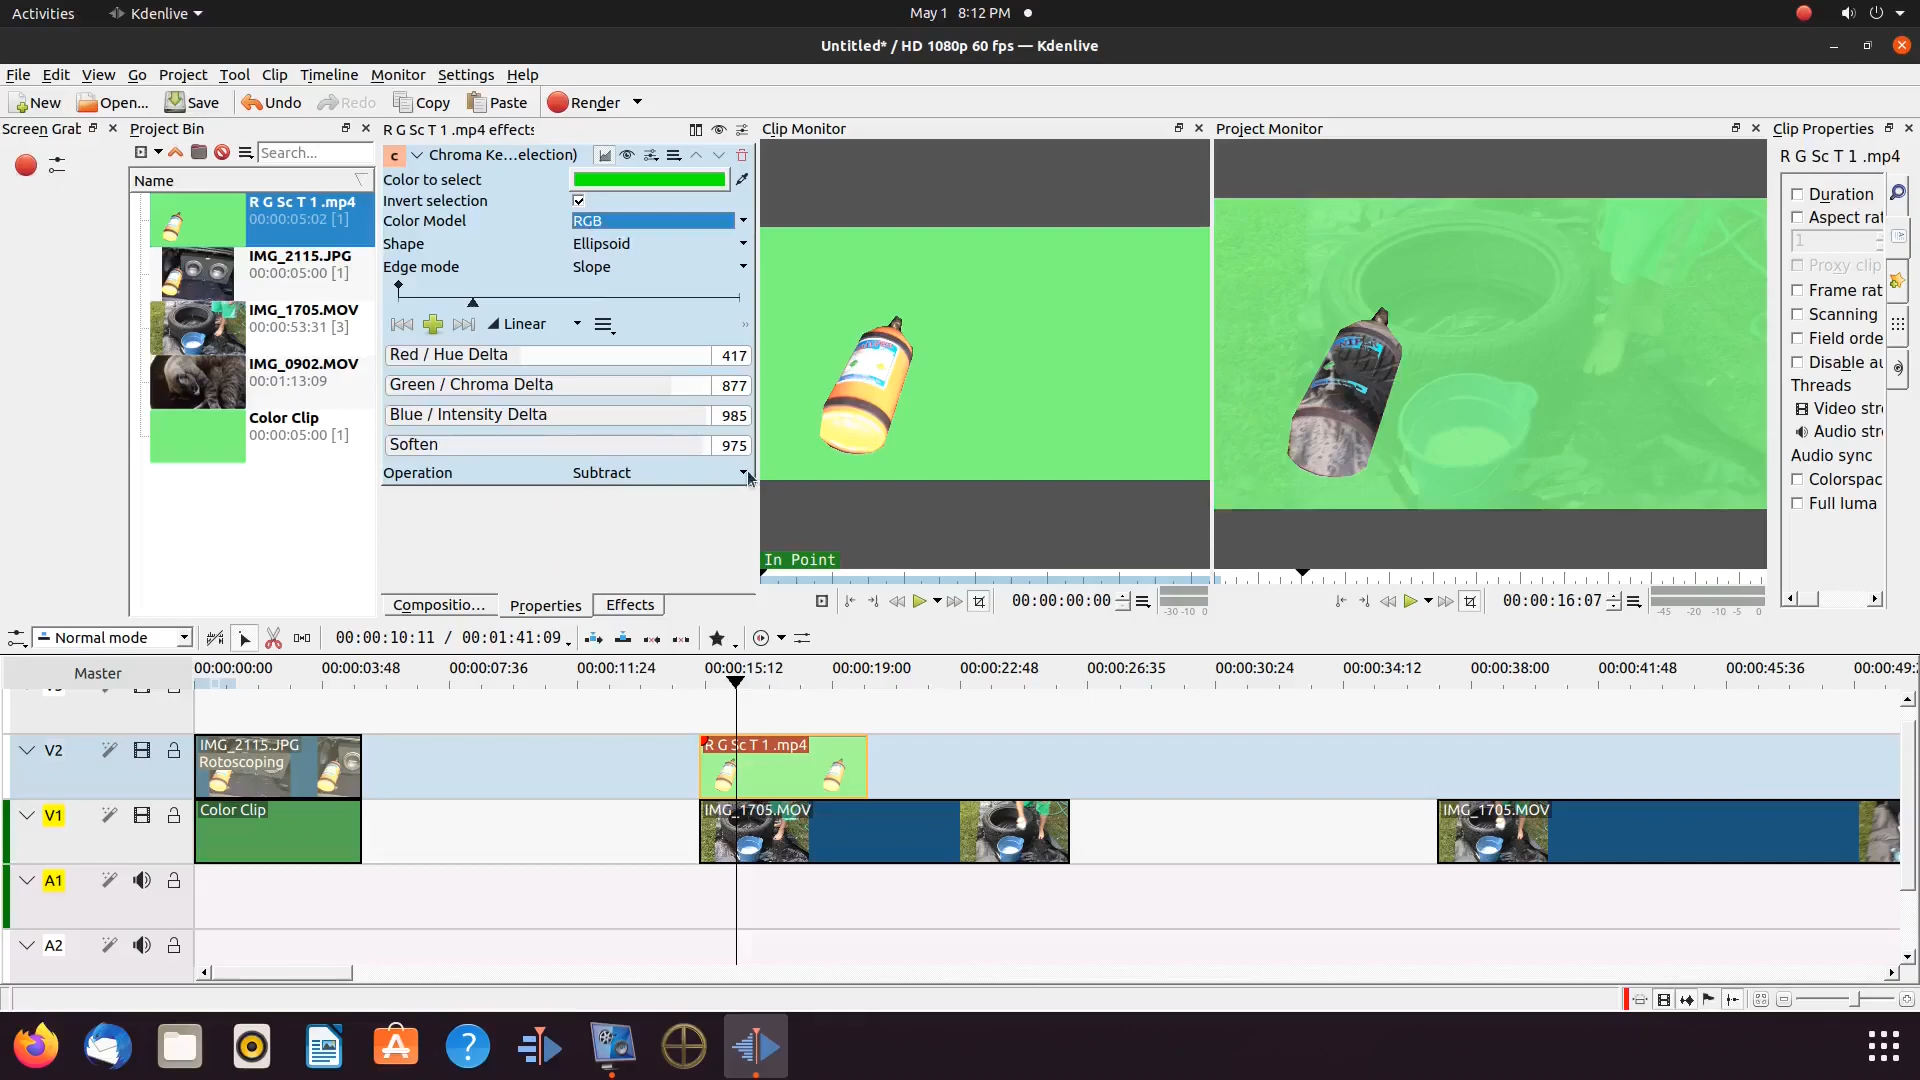 Activities
Kdenlive
May 1 8:12 PM
Untitled* / HD 1080p 60 fps — Kdenlive
File Edit View Go Project Tool Clip Timeline Monitor Settings Help
New Open... Save Undo Redo Copy Paste Render
Screen Grat
Project Bin
R G Sc T 1 .mp4 effects
Clip Monitor
Project Monitor
Clip Properties
Search...
Name
R G Sc T 1 .mp4
00:00:05:02 [1]
IMG_2115.JPG
00:00:05:00 [1]
IMG_1705.MOV
00:00:53:31 [3]
IMG_0902.MOV
00:01:13:09
Color Clip
00:00:05:00 [1]
c Chroma Ke...election)
Color to select
Invert selection
Color Model RGB
Shape Ellipsoid
Edge mode Slope
Linear
»
Red / Hue Delta 417
Green / Chroma Delta 877
Blue / Intensity Delta 985
Soften 975
Operation Subtract
Compositio... Properties Effects
In Point
00:00:00:00
-30 -10 0
00:00:16:07
-45 -20 -10 -5 0
R G Sc T 1 .mp4
Duration
Aspect rat
1
Proxy clip
Frame rat
Scanning
Field orde
Disable au
Threads
Video stre
Audio stre
Audio sync
Colorspac
Full luma
Normal mode
00:00:10:11 / 00:01:41:09
Master
00:00:00:00 00:00:03:48 00:00:07:36 00:00:11:24 00:00:15:12 00:00:19:00 00:00:22:48 00:00:26:35 00:00:30:24 00:00:34:12 00:00:38:00 00:00:41:48 00:00:45:36 00:00:49:2
V2
IMG_2115.JPG
Rotoscoping
R G Sc T 1 .mp4
V1
Color Clip
IMG_1705.MOV
IMG_1705.MOV
A1
A2